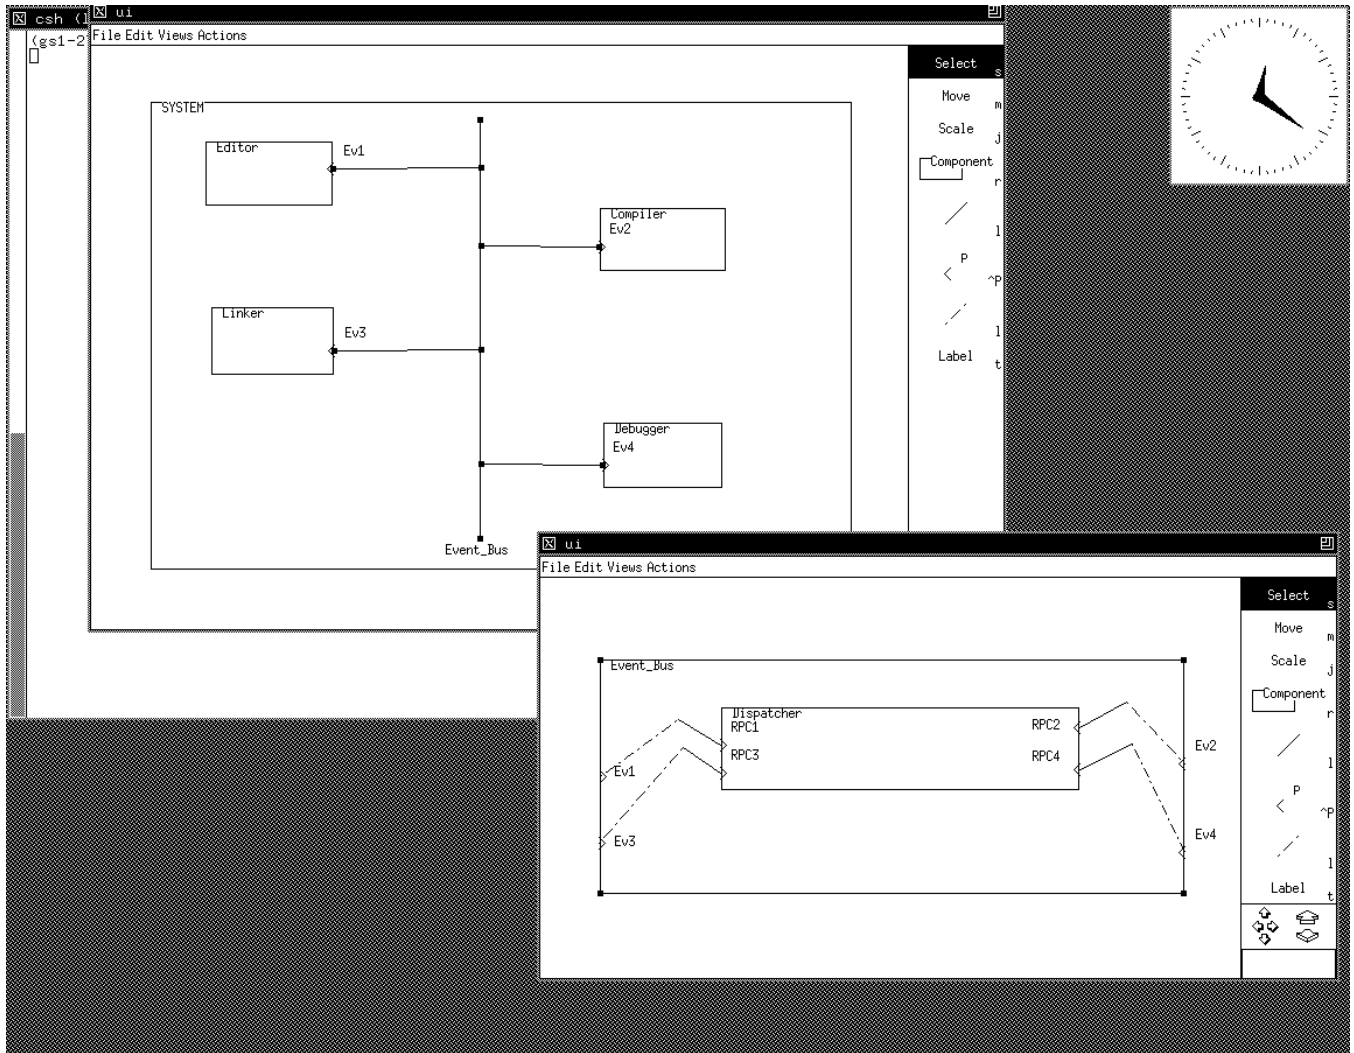 csh (l
(gs1-2
ui
File Edit Views Actions
SYSTEM
Editor
Ev1
Compiler
Ev2
Linker
Ev3
Debugger
Ev4
Event_Bus
Select s
Move m
Scale j
Component r
l
P ^P
l
Label t
ui
File Edit Views Actions
Event_Bus
Dispatcher
RPC1 RPC2
RPC3 RPC4
Ev1 Ev2
Ev3 Ev4
Select s
Move m
Scale j
Component r
l
P ^P
l
Label t